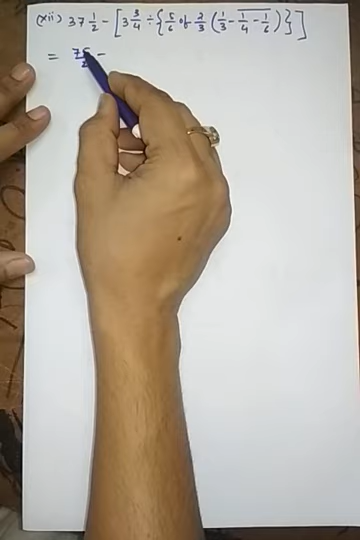 (xii) 37 1/2 - [3 3/4 ÷ {5/6 of 2/3 (1/3 - \overline{1/4 - 1/6})}]
= 75/2 -